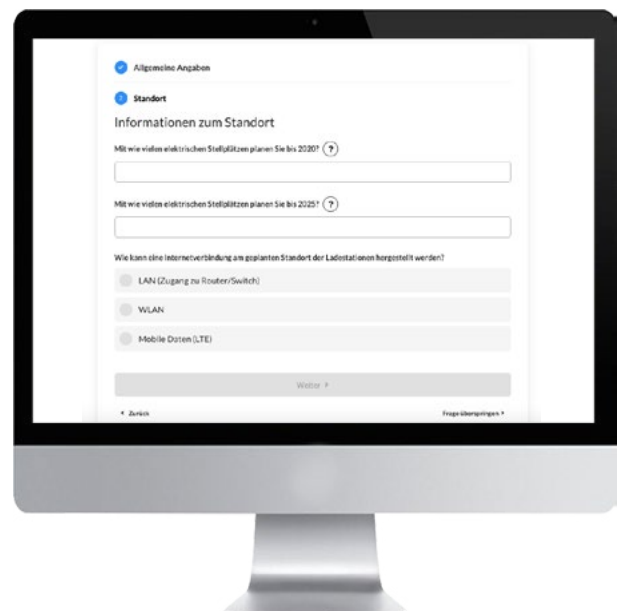 Allgemeine Angaben
2 Standort
Informationen zum Standort
Mit wie vielen elektrischen Stellplätzen planen Sie bis 2020? ?
Mit wie vielen elektrischen Stellplätzen planen Sie bis 2025? ?
Wie kann eine Internetverbindung am geplanten Standort der Ladestationen hergestellt werden?
LAN (Zugang zu Router/Switch)
WLAN
Mobile Daten (LTE)
Weiter
Zurück
Frage überspringen